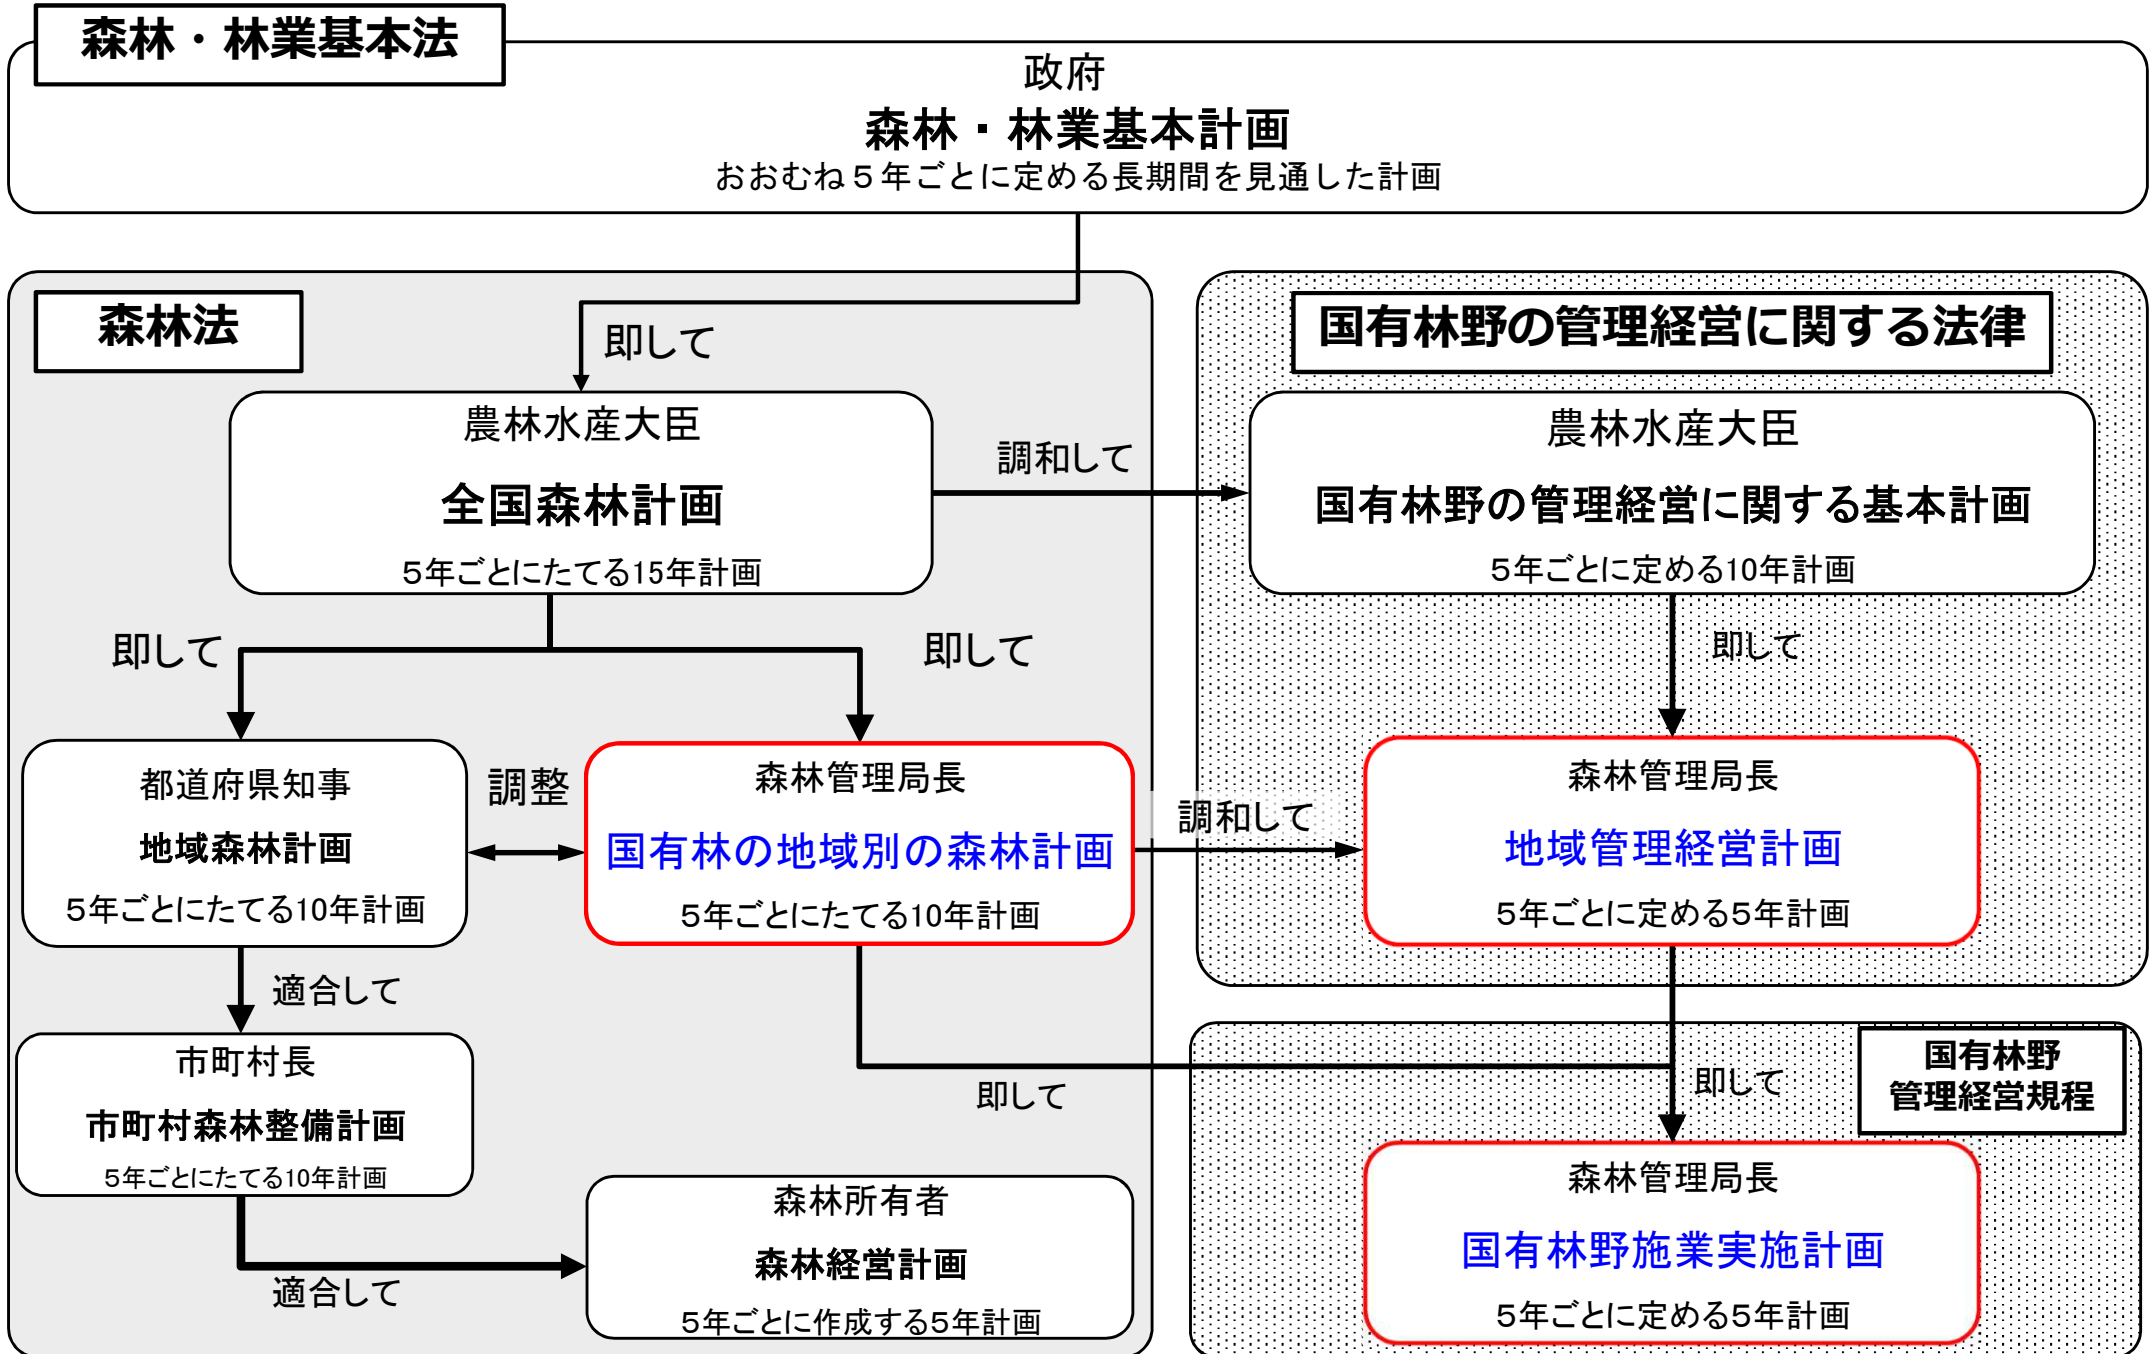 森林・林業基本法
政府
森林・林業基本計画
おおむね５年ごとに定める長期間を見通した計画
森林法
即して
農林水産大臣
全国森林計画
５年ごとにたてる15年計画
調和して
国有林野の管理経営に関する法律
農林水産大臣
国有林野の管理経営に関する基本計画
５年ごとに定める10年計画
即して
即して
即して
都道府県知事
地域森林計画
５年ごとにたてる10年計画
調整
森林管理局長
国有林の地域別の森林計画
５年ごとにたてる10年計画
調和して
森林管理局長
地域管理経営計画
５年ごとに定める５年計画
適合して
市町村長
市町村森林整備計画
５年ごとにたてる10年計画
即して
即して
国有林野
管理経営規程
適合して
森林所有者
森林経営計画
５年ごとに作成する５年計画
森林管理局長
国有林野施業実施計画
５年ごとに定める５年計画